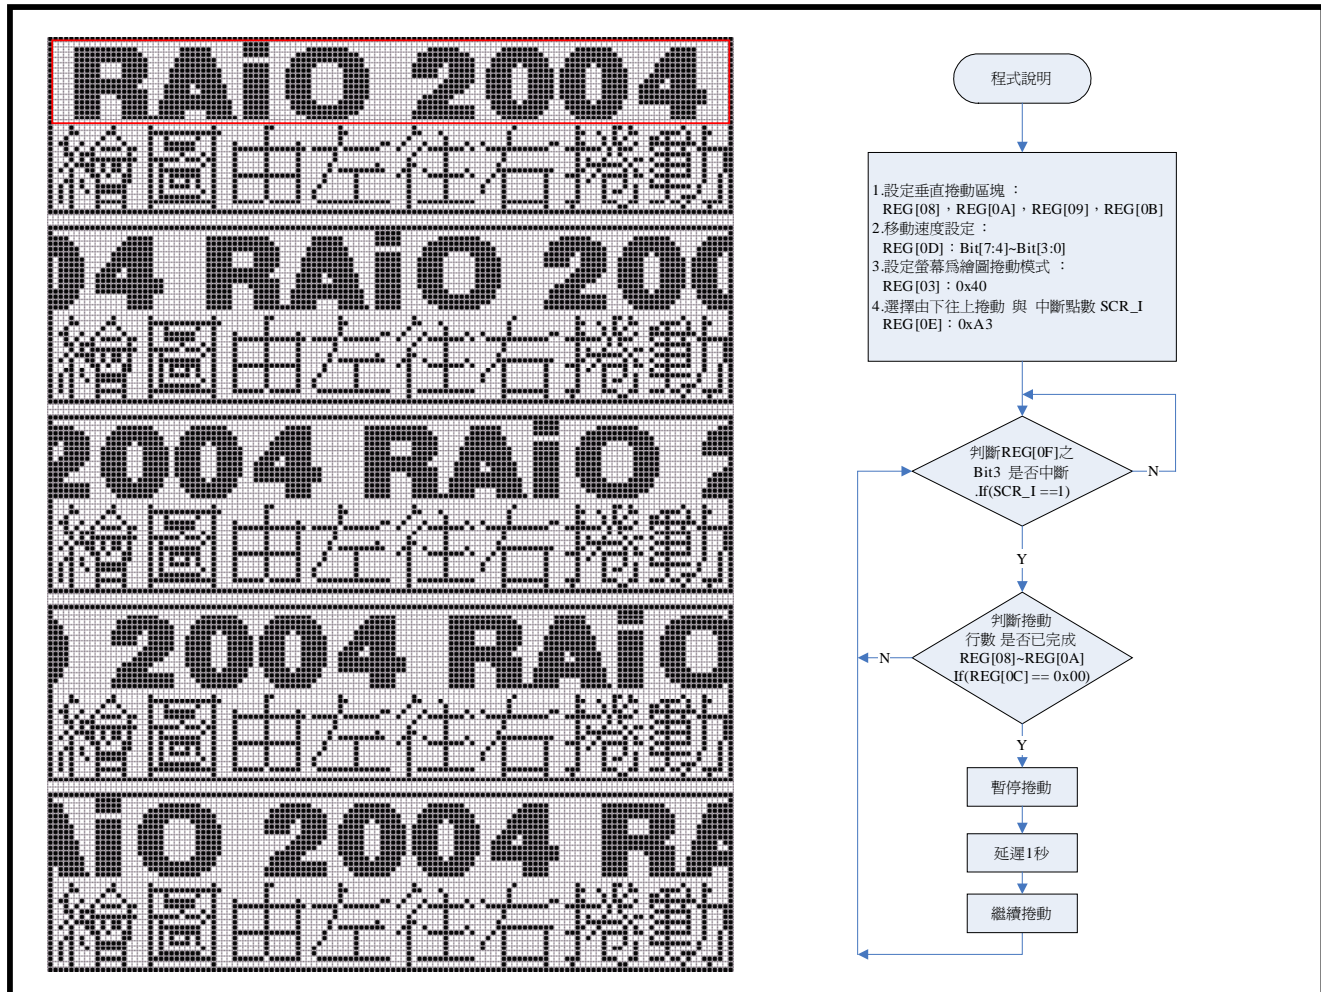 RAiO 2004
繪圖由左往右捲動
04 RAiO 200
繪圖由左往右捲動
2004 RAiO 2
繪圖由左往右捲動
O 2004 RAiO
繪圖由左往右捲動
AiO 2004 RA
繪圖由左往右捲動
程式說明
1.設定垂直捲動區塊：
REG[08]，REG[0A]，REG[09]，REG[0B]
2.移動速度設定：
REG[0D]：Bit[7:4]~Bit[3:0]
3.設定螢幕爲繪圖捲動模式：
REG[03]：0x40
4.選擇由下往上捲動 與 中斷點數 SCR_I
REG[0E]：0xA3
判斷REG[0F]之
Bit3 是否中斷
.If(SCR_I ==1)
N
Y
判斷捲動
行數 是否已完成
REG[08]~REG[0A]
If(REG[0C] == 0x00)
N
Y
暫停捲動
延遲1秒
繼續捲動